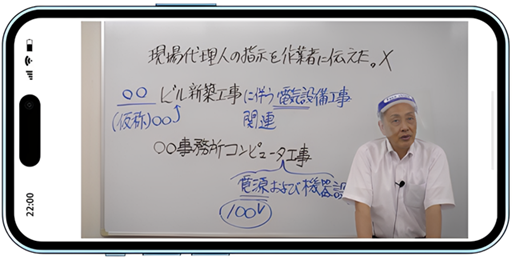 22:00
現場代理人の指示を作業者に伝えた。×
○○ビル新築工事に伴う電気設備工事
(仮称)○○ 関連
○○事務所コンピュータ工事
電源および機器設
100V